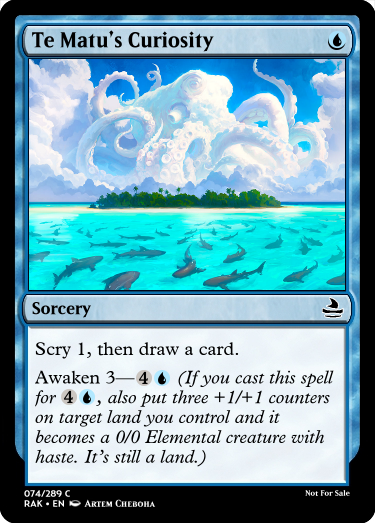 Te Matu's Curiosity
Sorcery
Scry 1, then draw a card.
Awaken 3—4 (If you cast this spell
for 4, also put three +1/+1 counters
on target land you control and it
becomes a 0/0 Elemental creature with
haste. It's still a land.)
074/289 C
Not For Sale
RAK • EN Artem Cheboha